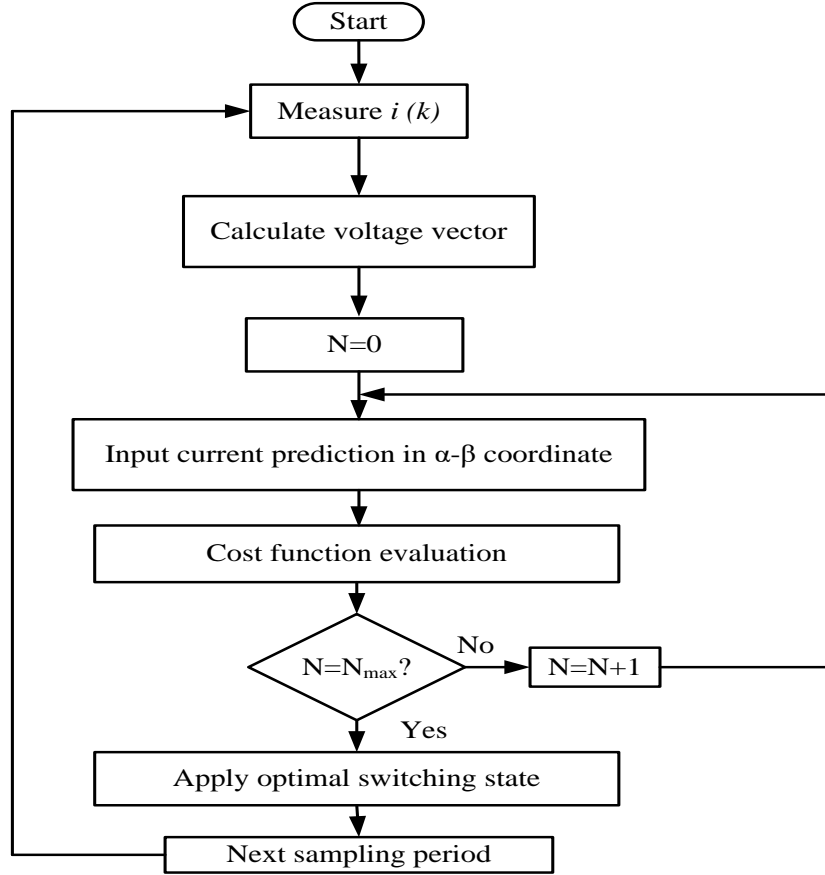 Start
Measure i (k)
Calculate voltage vector
N=0
Input current prediction in α-β coordinate
Cost function evaluation
N=Nmax?
No
N=N+1
Yes
Apply optimal switching state
Next sampling period